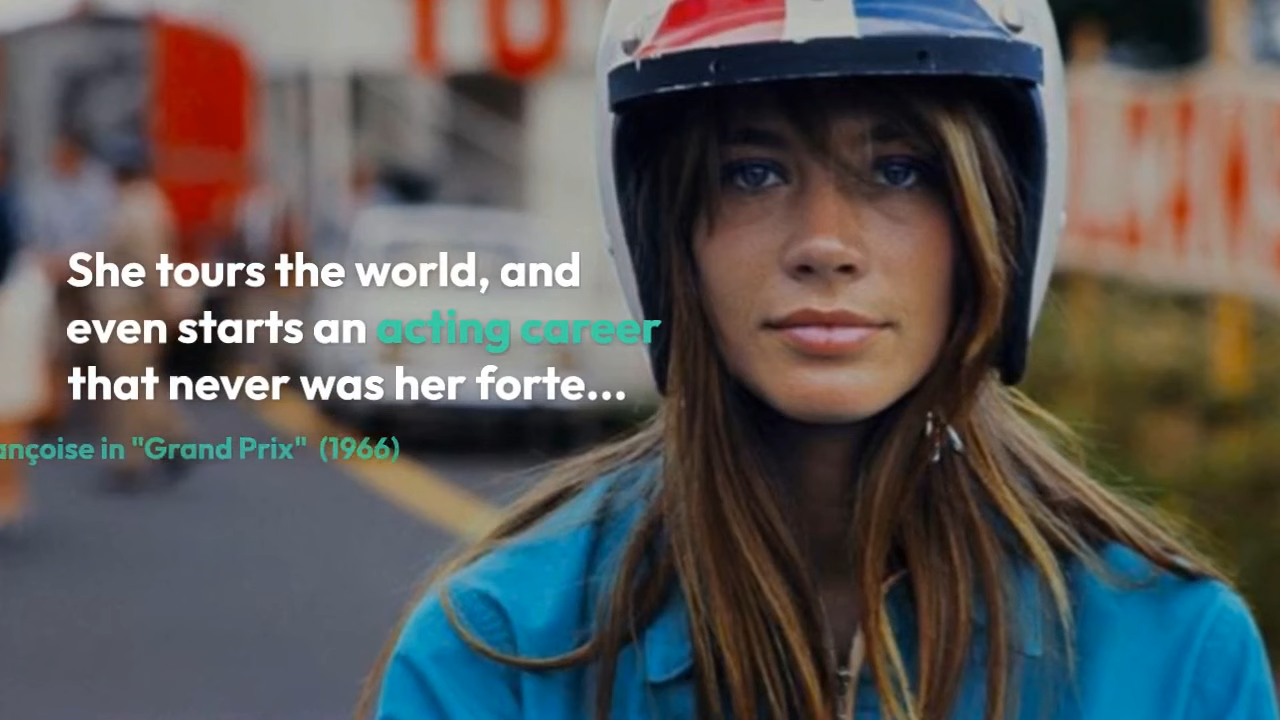 TO
She tours the world, and
even starts an acting career
that never was her forte...
ançoise in "Grand Prix" (1966)